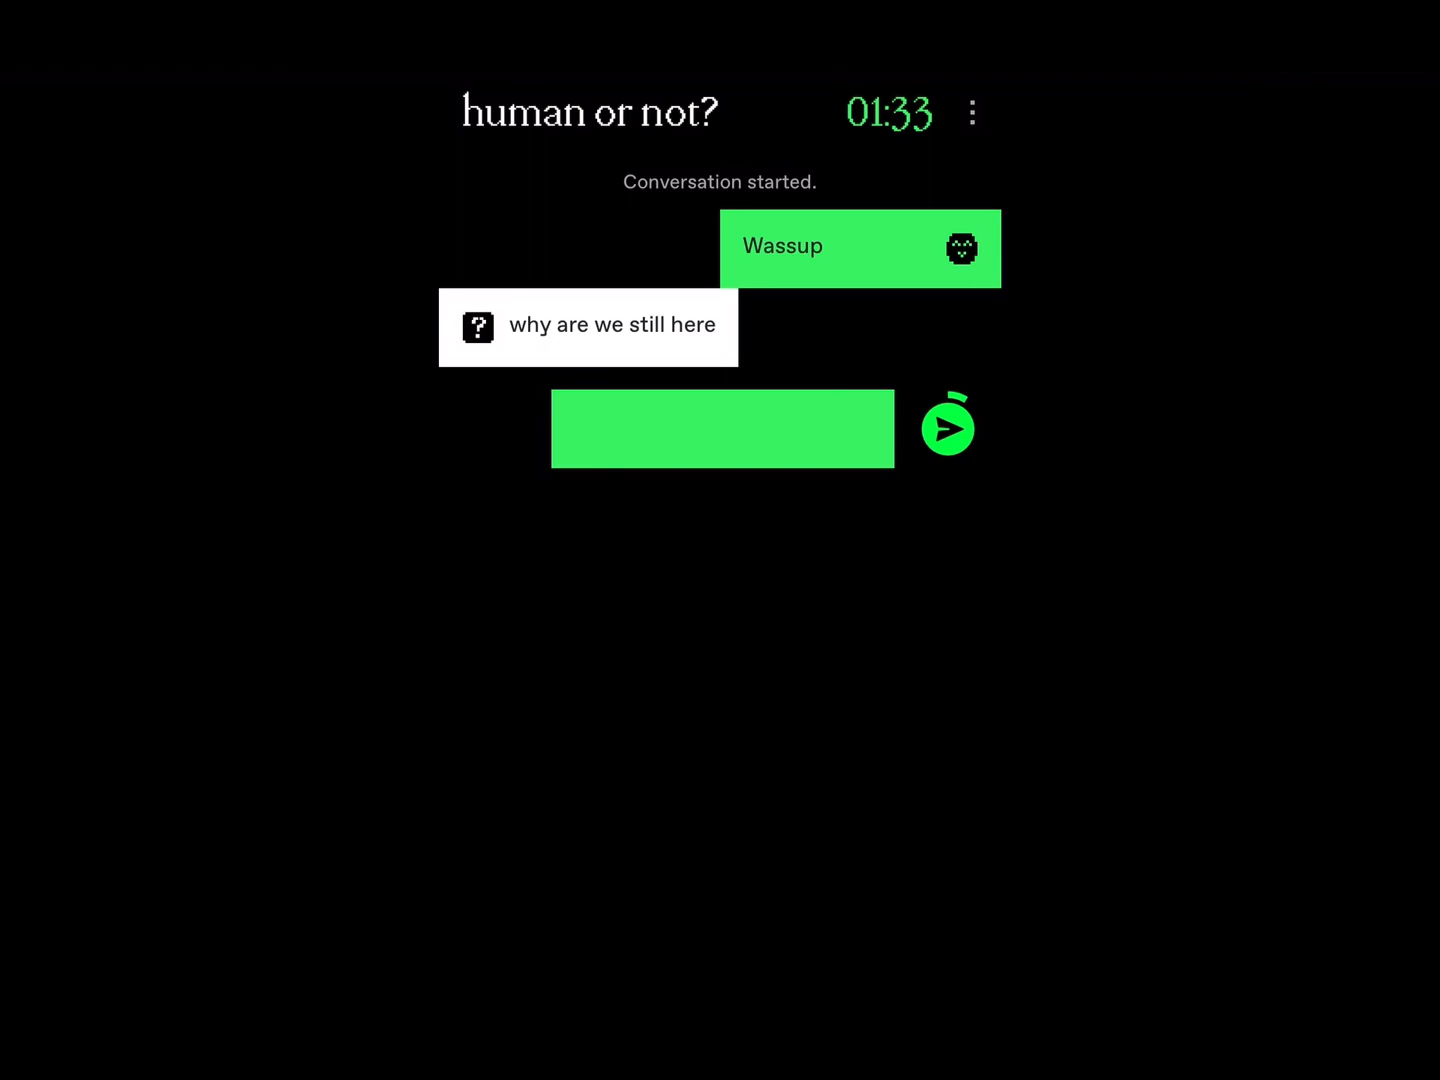 human or not?
01:33
Conversation started.
Wassup
? why are we still here